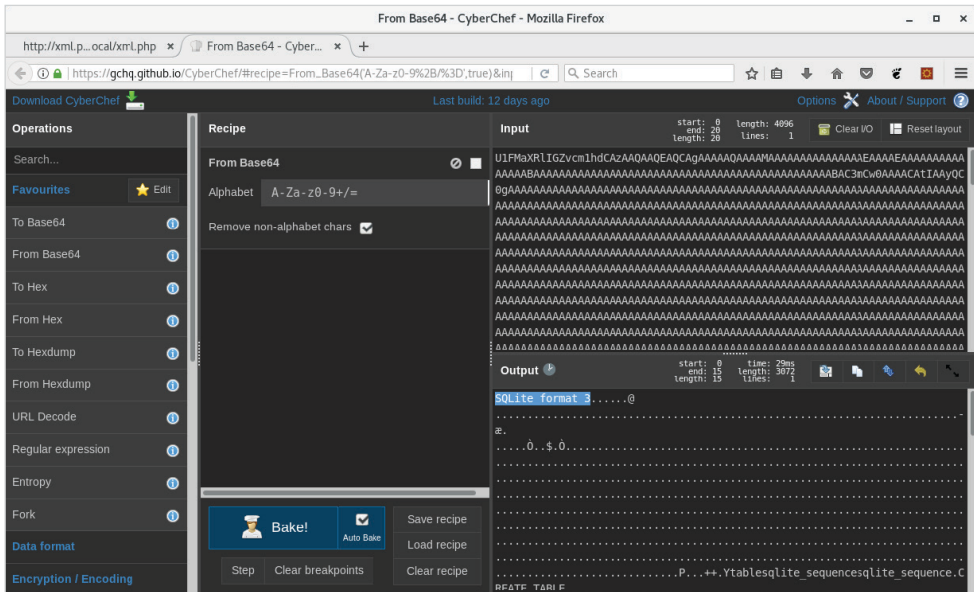 From Base64 - CyberChef - Mozilla Firefox
http://xml.p...ocal/xml.php
From Base64 - Cyber...
https://gchq.github.io/CyberChef/#recipe=From_Base64('A-Za-z0-9%2B/%3D',true)&inp
Search
Download CyberChef
Last build: 12 days ago
Options
About / Support
Operations
Recipe
Input
start: 0
end: 20
length: 20
length: 4096
lines: 1
Clear I/O
Reset layout
Search...
Favourites
Edit
To Base64
From Base64
To Hex
From Hex
To Hexdump
From Hexdump
URL Decode
Regular expression
Entropy
Fork
Data format
Encryption / Encoding
From Base64
Alphabet
A-Za-z0-9+/=
Remove non-alphabet chars
Bake!
Auto Bake
Save recipe
Load recipe
Step
Clear breakpoints
Clear recipe
Output
start: 0
end: 15
length: 15
time: 29ms
length: 3072
lines: 1
SQLite format 3......@
æ.
.....Ò..$.Ò
P...++.Ytablesqlite_sequencesqlite_sequence.C
REATE TABLE